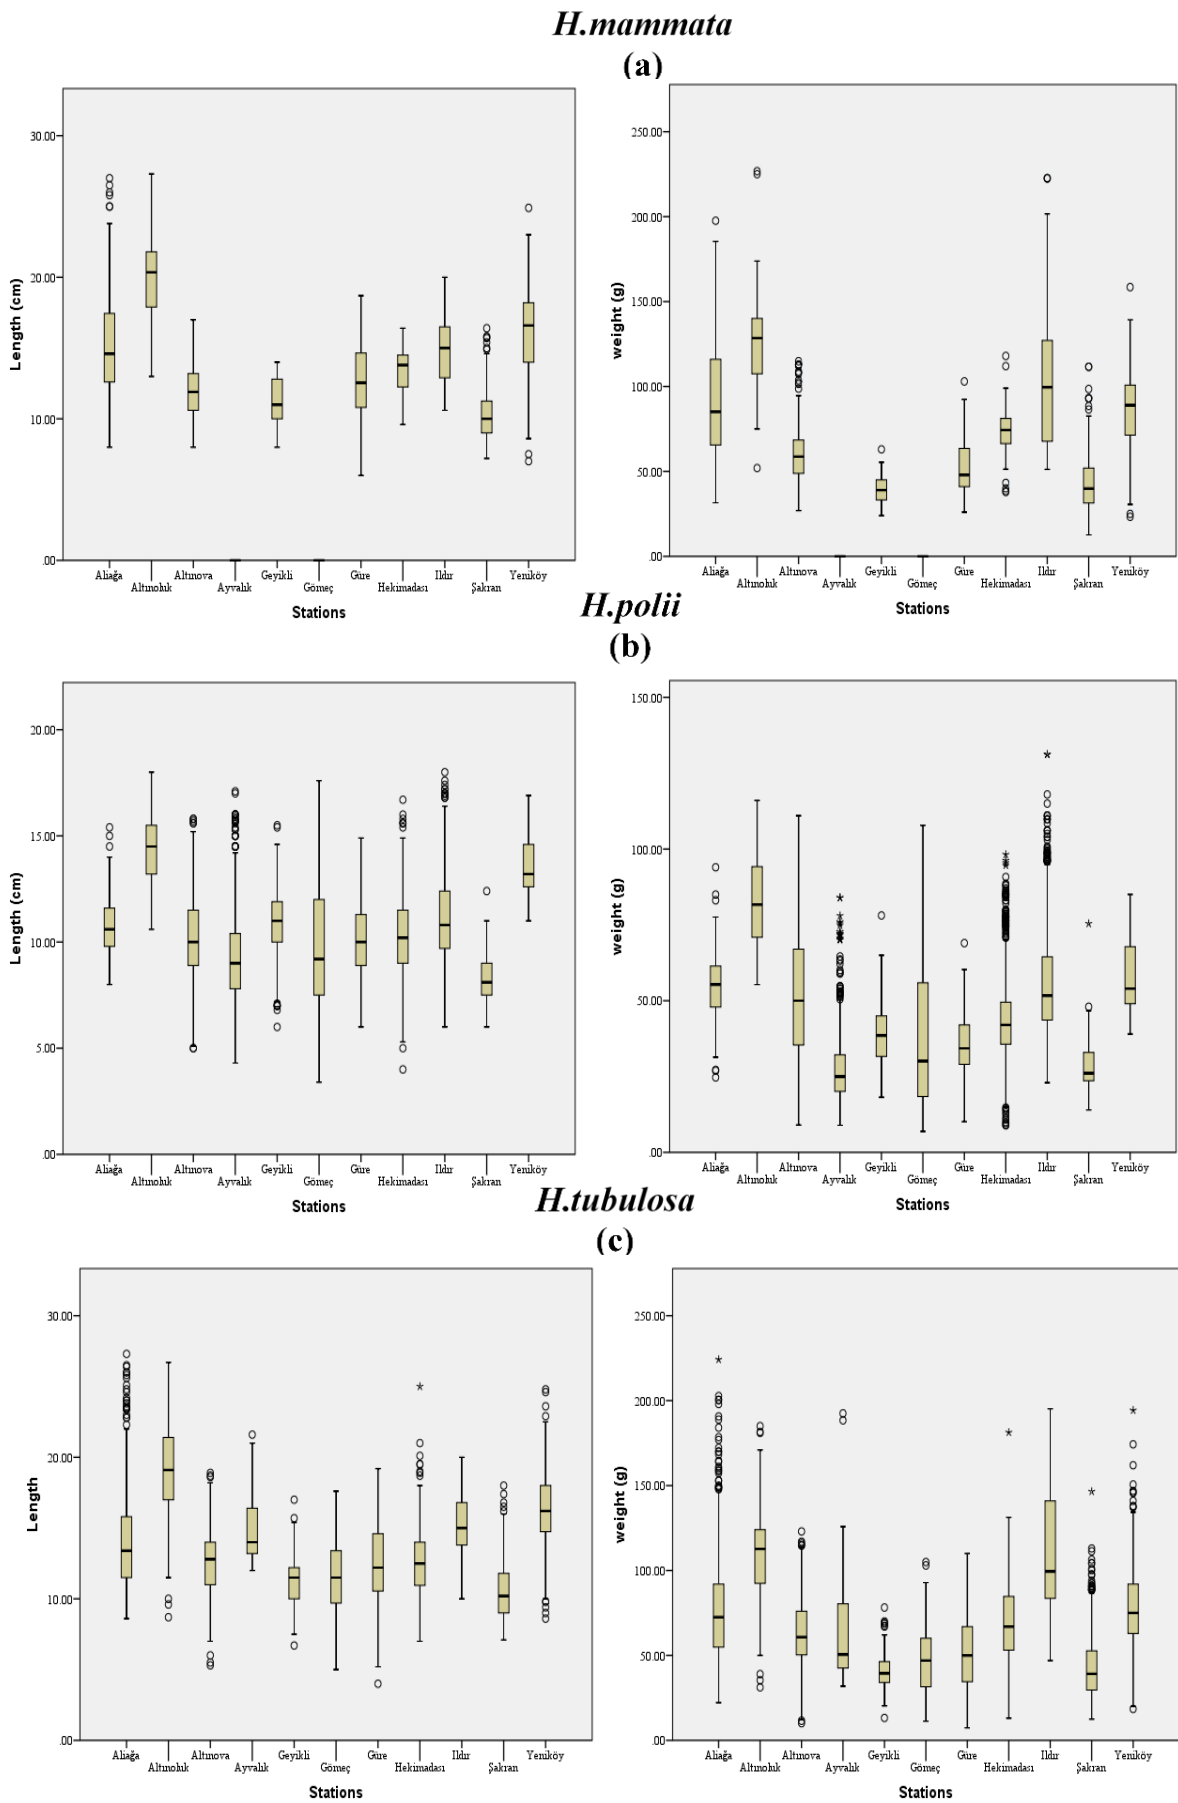 H.mammata
(a)
30.00
20.00
10.00
.00
Length (cm)
Aliağa
Altınoluk
Altınova
Ayvalık
Geyikli
Gömeç
Güre
Hekimadası
Ildır
Şakran
Yeniköy
Stations
250.00
200.00
150.00
100.00
50.00
.00
weight (g)
Aliağa
Altınoluk
Altınova
Ayvalık
Geyikli
Gömeç
Güre
Hekimadası
Ildır
Şakran
Yeniköy
Stations
H.polii
(b)
20.00
15.00
10.00
5.00
.00
Length (cm)
Aliağa
Altınoluk
Altınova
Ayvalık
Geyikli
Gömeç
Güre
Hekimadası
Ildır
Şakran
Yeniköy
Stations
150.00
100.00
50.00
.00
weight (g)
Aliağa
Altınoluk
Altınova
Ayvalık
Geyikli
Gömeç
Güre
Hekimadası
Ildır
Şakran
Yeniköy
Stations
H.tubulosa
(c)
30.00
20.00
10.00
.00
Length
Aliağa
Altınoluk
Altınova
Ayvalık
Geyikli
Gömeç
Güre
Hekimadası
Ildır
Şakran
Yeniköy
Stations
250.00
200.00
150.00
100.00
50.00
.00
weight (g)
Aliağa
Altınoluk
Altınova
Ayvalık
Geyikli
Gömeç
Güre
Hekimadası
Ildır
Şakran
Yeniköy
Stations